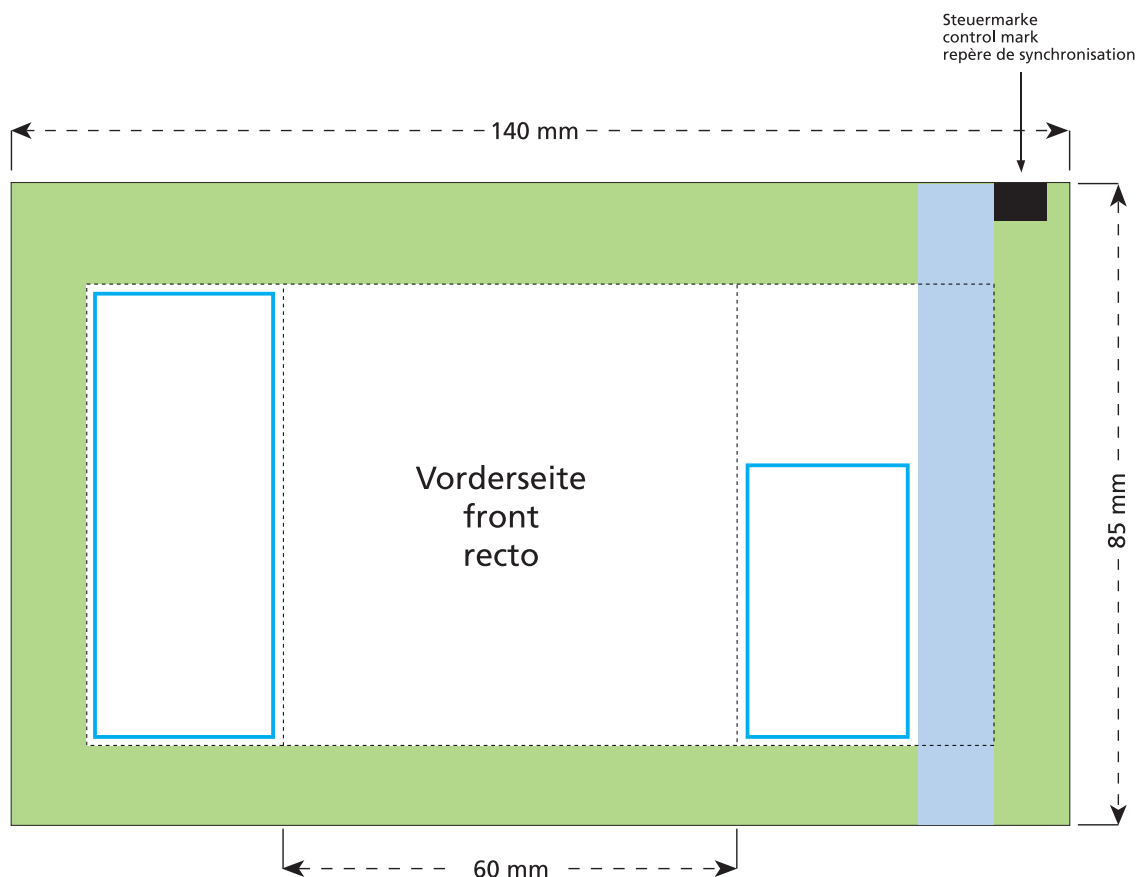 Steuermarke
control mark
repère de synchronisation
140 mm
Vorderseite
front
recto
85 mm
60 mm